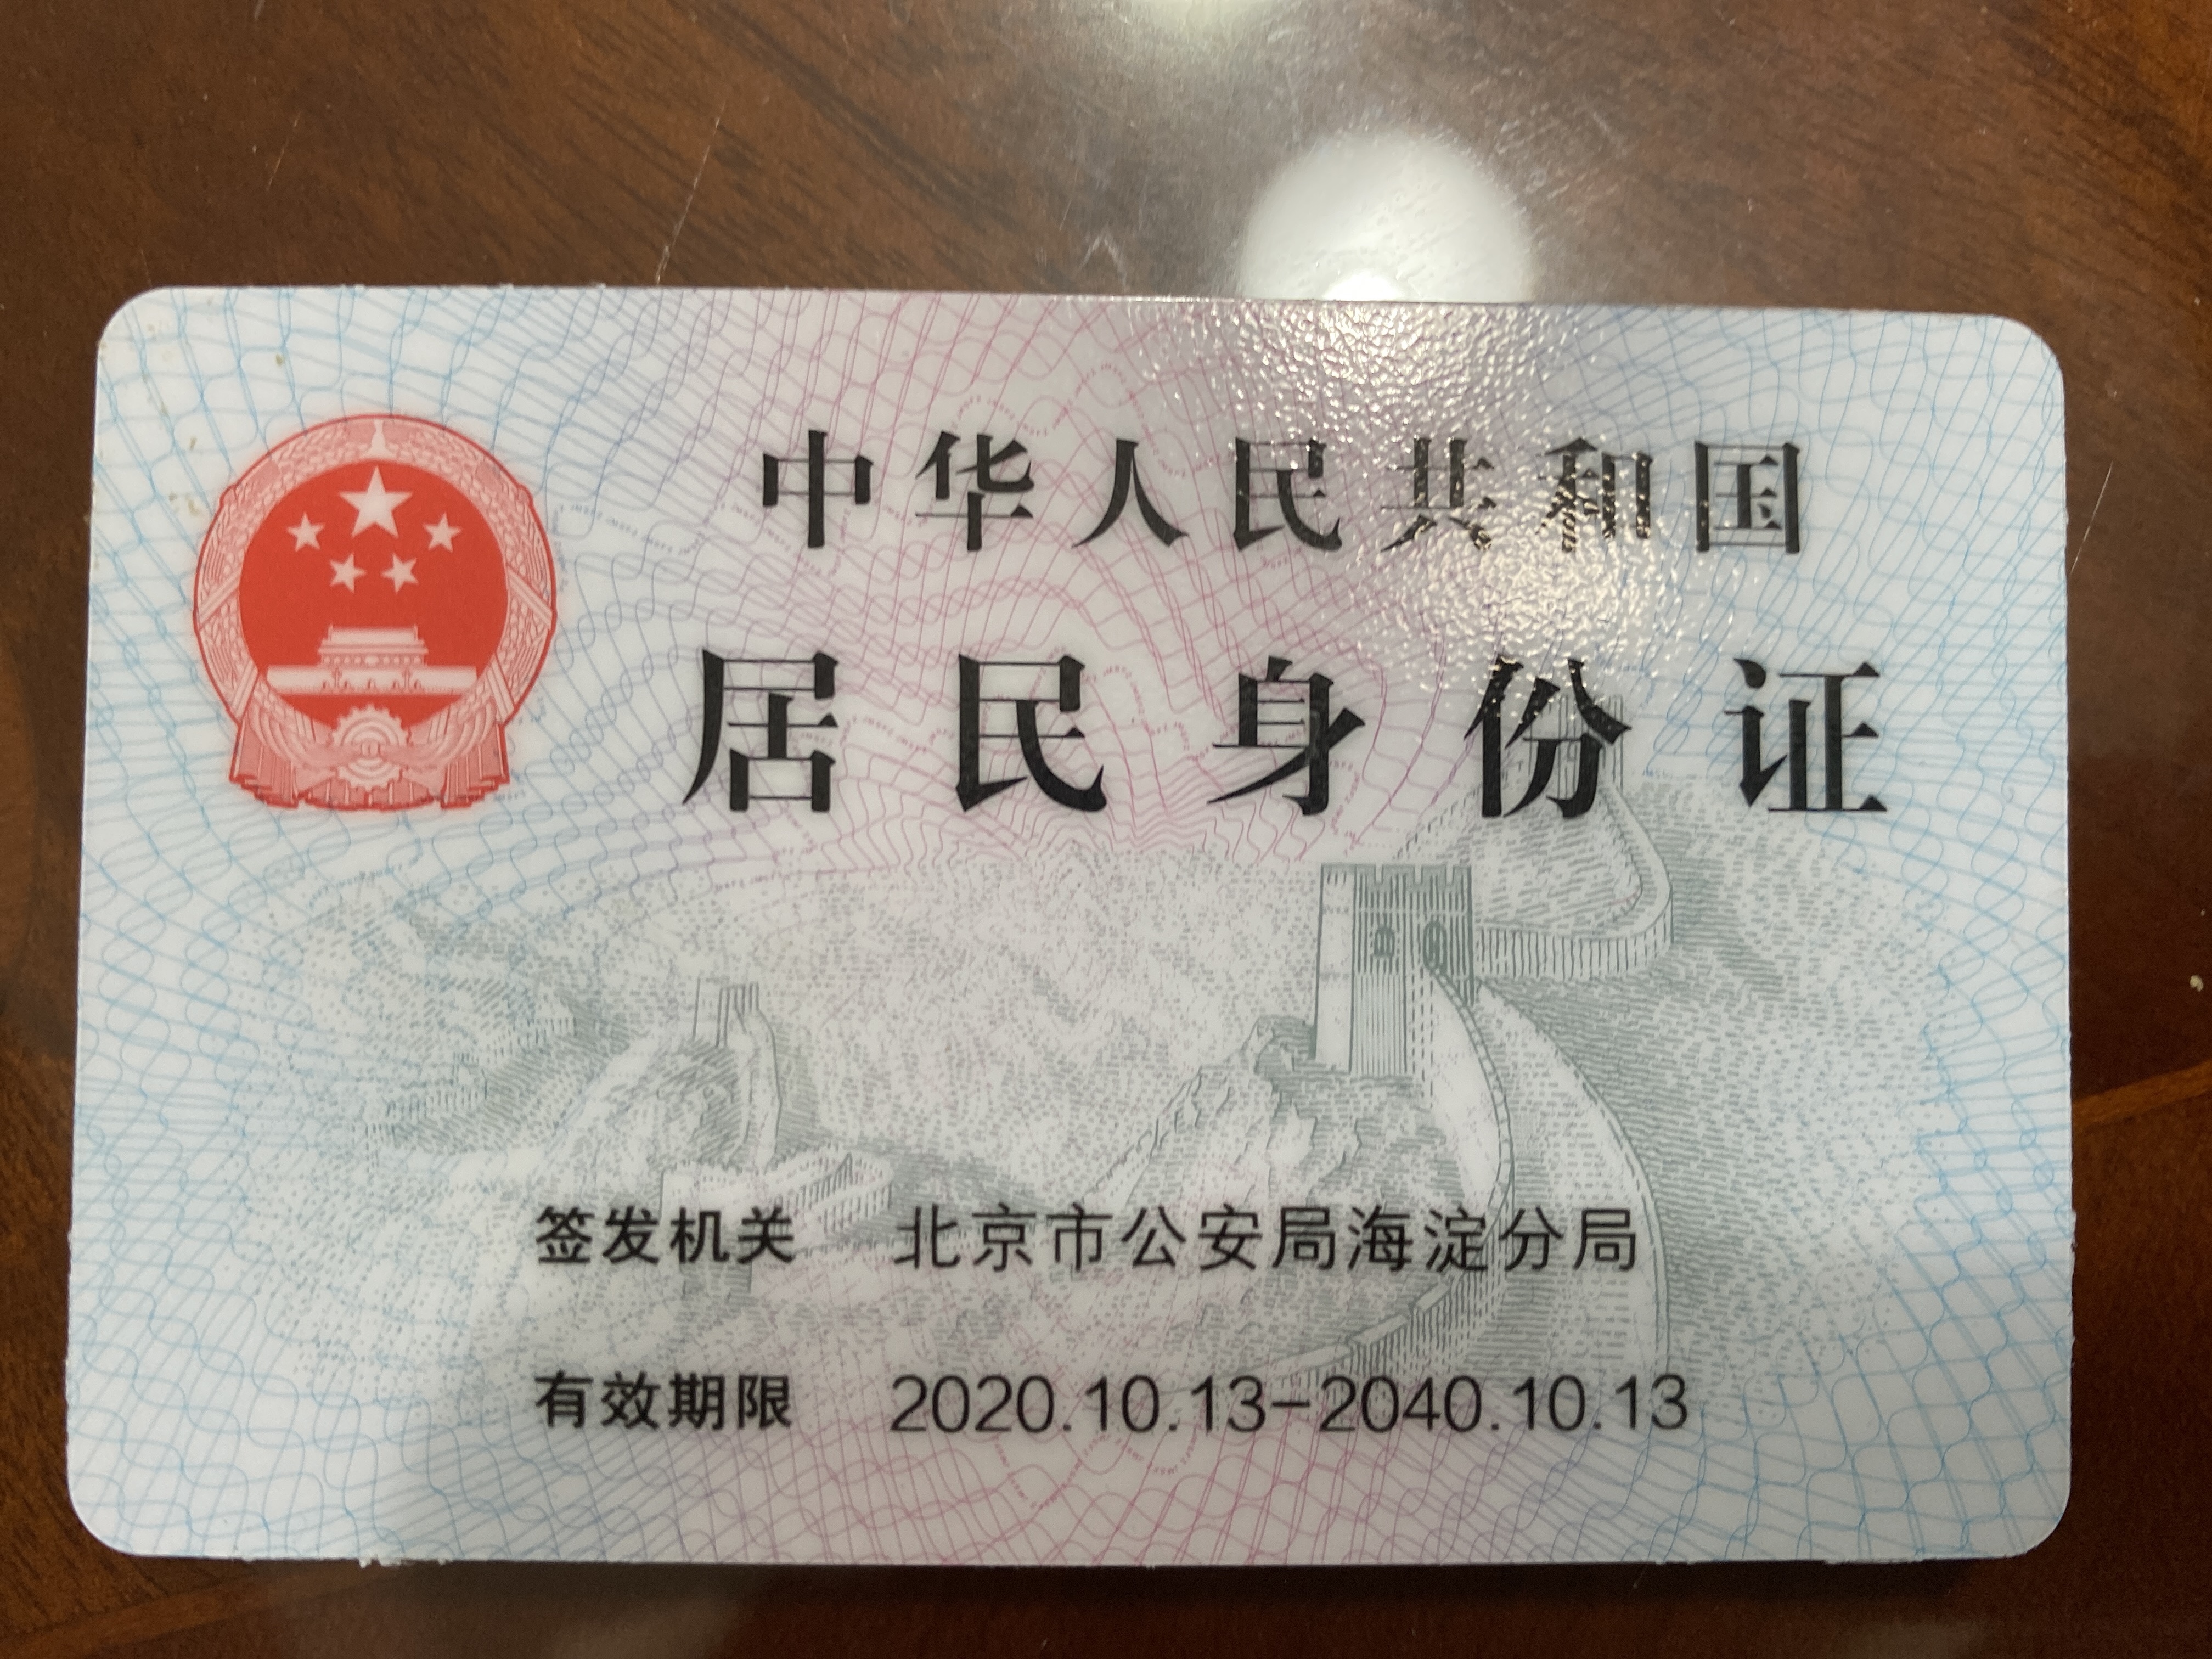 中华人民共和国
居民身份证
签发机关 北京市公安局海淀分局
有效期限 2020.10.13-2040.10.13